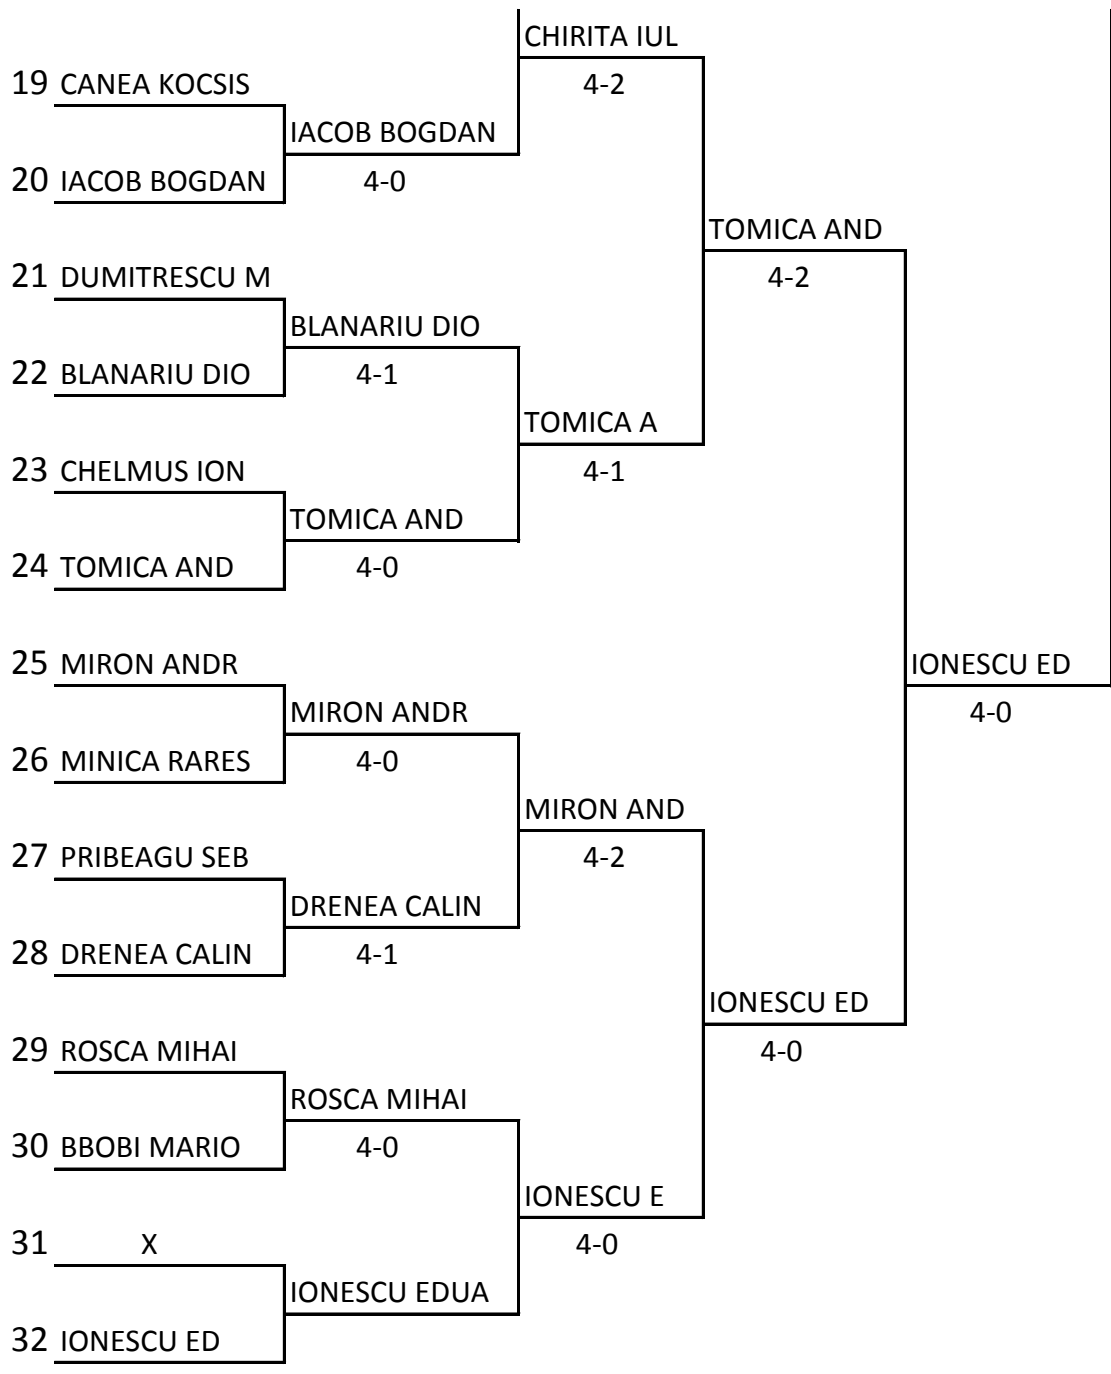 CHIRITA IUL
19 CANEA KOCSIS 4-2
IACOB BOGDAN
20 IACOB BOGDAN 4-0
TOMICA AND
21 DUMITRESCU M 4-2
BLANARIU DIO
22 BLANARIU DIO 4-1
TOMICA A
23 CHELMUS ION 4-1
TOMICA AND
24 TOMICA AND 4-0
25 MIRON ANDR IONESCU ED
MIRON ANDR 4-0
26 MINICA RARES 4-0
MIRON AND
27 PRIBEAGU SEB 4-2
DRENEA CALIN
28 DRENEA CALIN 4-1
IONESCU ED
29 ROSCA MIHAI 4-0
ROSCA MIHAI
30 BBOBI MARIO 4-0
IONESCU E
31 X 4-0
IONESCU EDUA
32 IONESCU ED